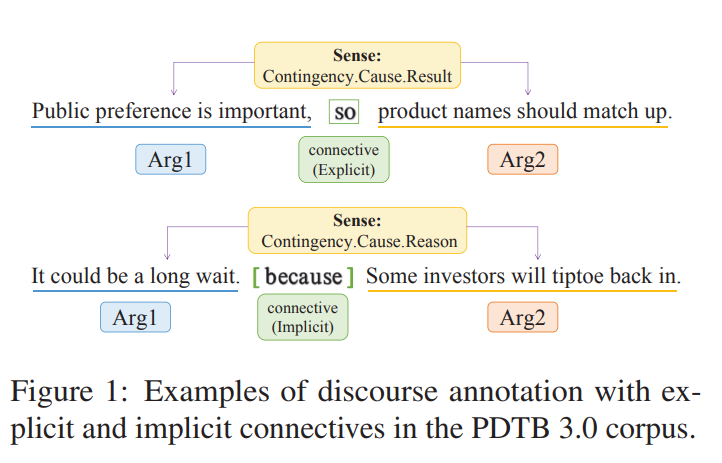 Sense:
Contingency.Cause.Result
Public preference is important, so product names should match up.
Arg1 connective Arg2
(Explicit)
Sense:
Contingency.Cause.Reason
It could be a long wait. [ because ] Some investors will tiptoe back in.
Arg1 connective Arg2
(Implicit)
Figure 1: Examples of discourse annotation with ex-
plicit and implicit connectives in the PDTB 3.0 corpus.